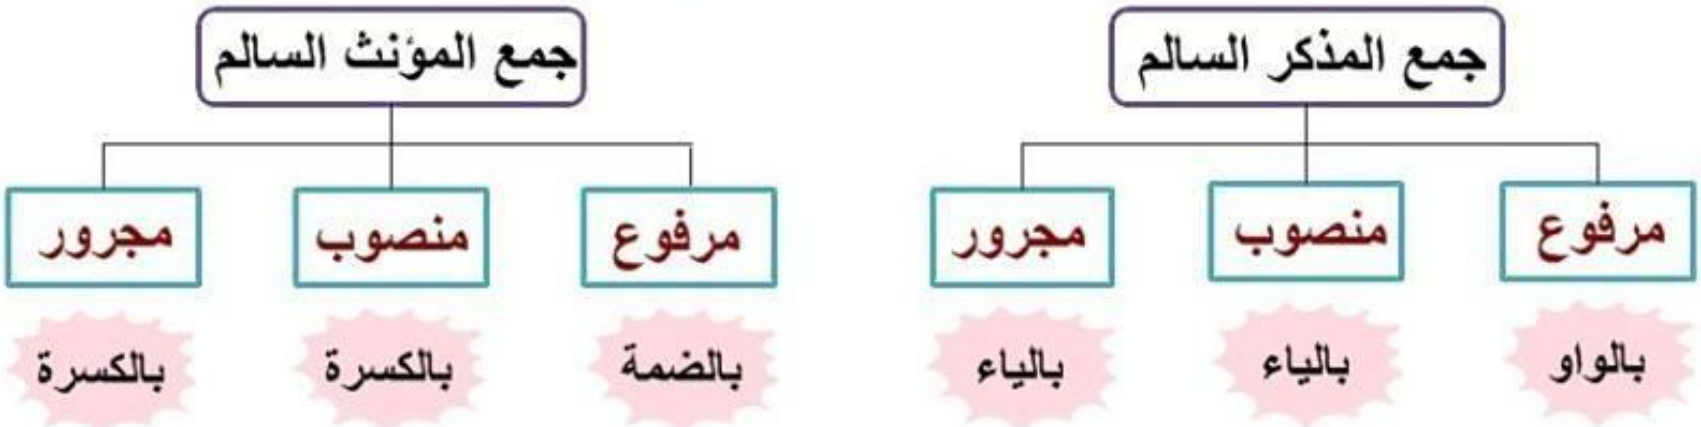 جمع المذكر السالم
مرفوع
منصوب
مجرور
بالواو
بالياء
بالياء
جمع المؤنث السالم
مرفوع
منصوب
مجرور
بالضمة
بالكسرة
بالكسرة